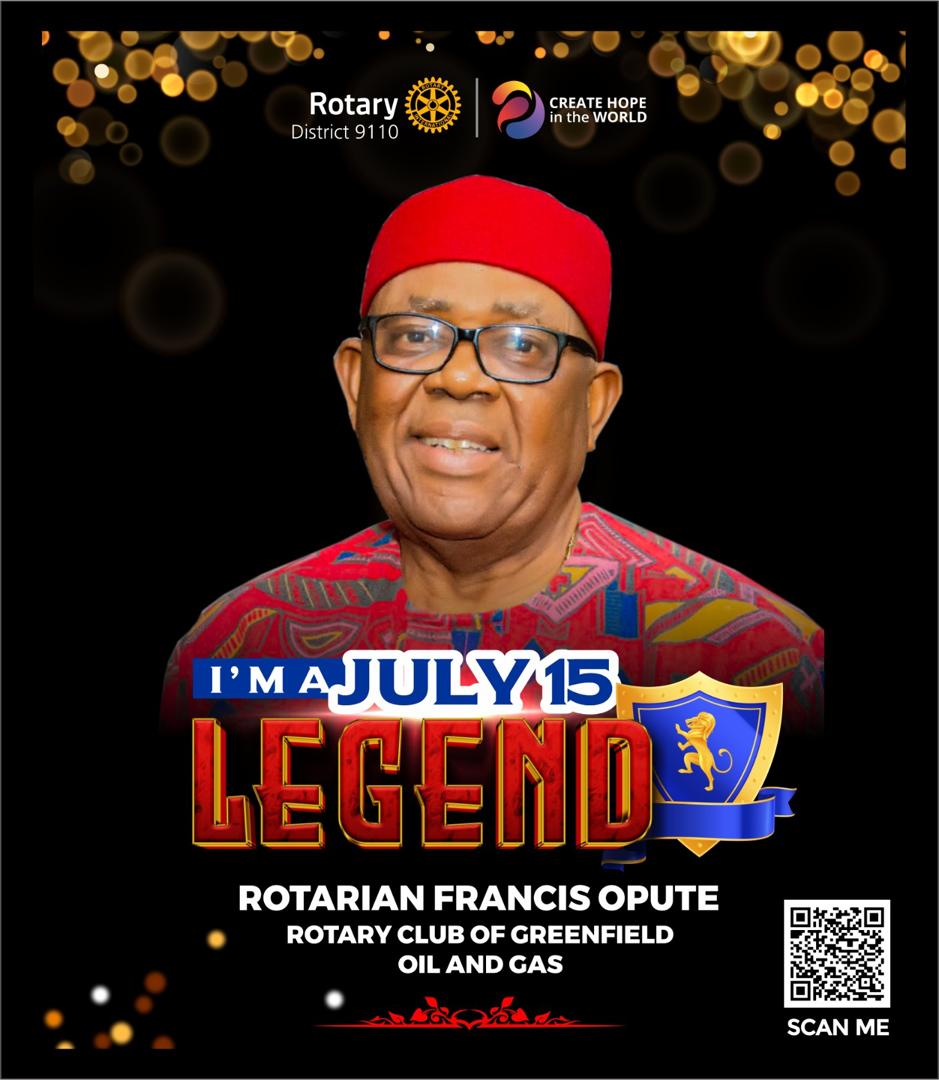 Rotary
District 9110
CREATE HOPE
in the WORLD
I'M A JULY 15
LEGEND
ROTARIAN FRANCIS OPUTE
ROTARY CLUB OF GREENFIELD
OIL AND GAS
SCAN ME